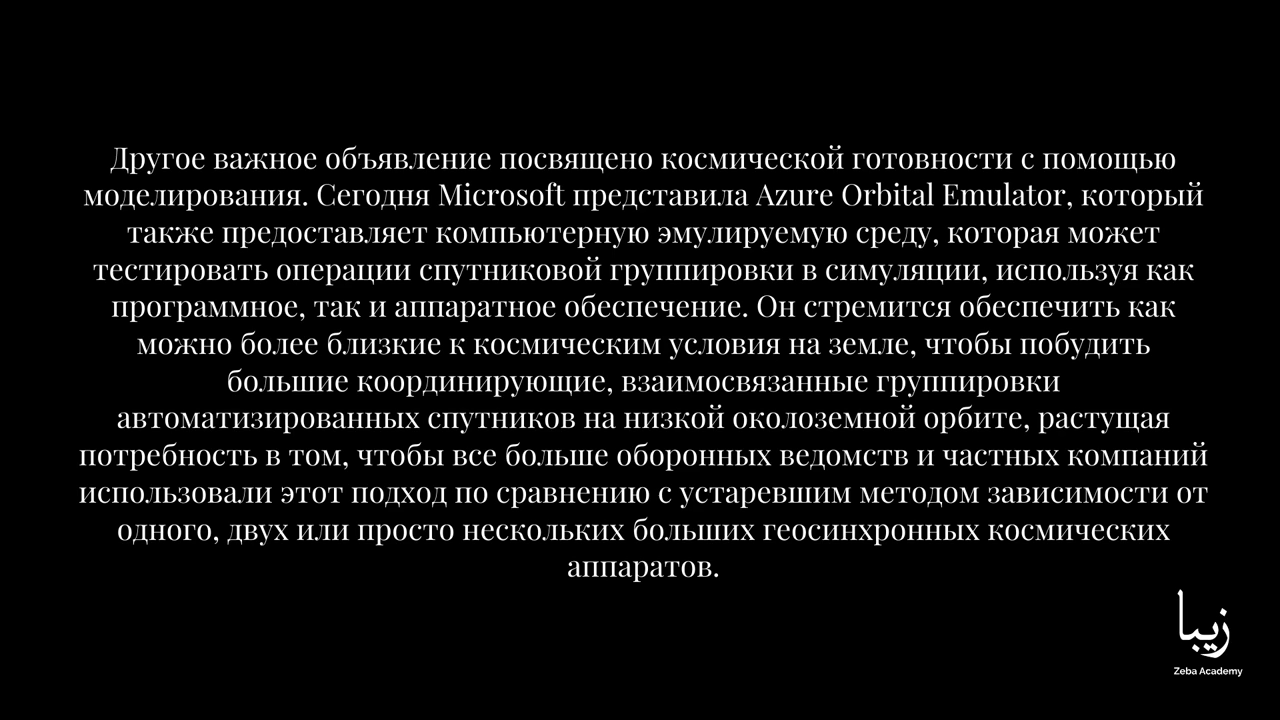 Другое важное объявление посвящено космической готовности с помощью
моделирования. Сегодня Microsoft представила Azure Orbital Emulator, который
также предоставляет компьютерную эмулируемую среду, которая может
тестировать операции спутниковой группировки в симуляции, используя как
программное, так и аппаратное обеспечение. Он стремится обеспечить как
можно более близкие к космическим условия на земле, чтобы побудить
большие координирующие, взаимосвязанные группировки
автоматизированных спутников на низкой околоземной орбите, растущая
потребность в том, чтобы все больше оборонных ведомств и частных компаний
использовали этот подход по сравнению с устаревшим методом зависимости от
одного, двух или просто нескольких больших геосинхронных космических
аппаратов.
زیبا
Zeba Academy